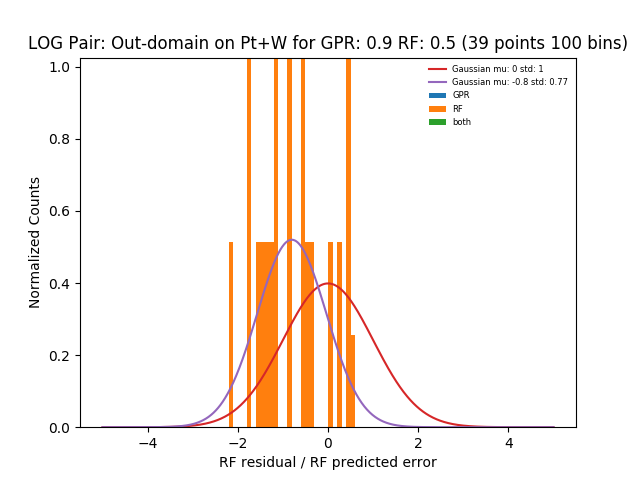 LOG Pair: Out-domain on Pt+W for GPR: 0.9 RF: 0.5 (39 points 100 bins)
Gaussian mu: 0 std: 1
Gaussian mu: -0.8 std: 0.77
GPR
RF
both
Normalized Counts
1.0
0.8
0.6
0.4
0.2
0.0
−4 −2 0 2 4
RF residual / RF predicted error